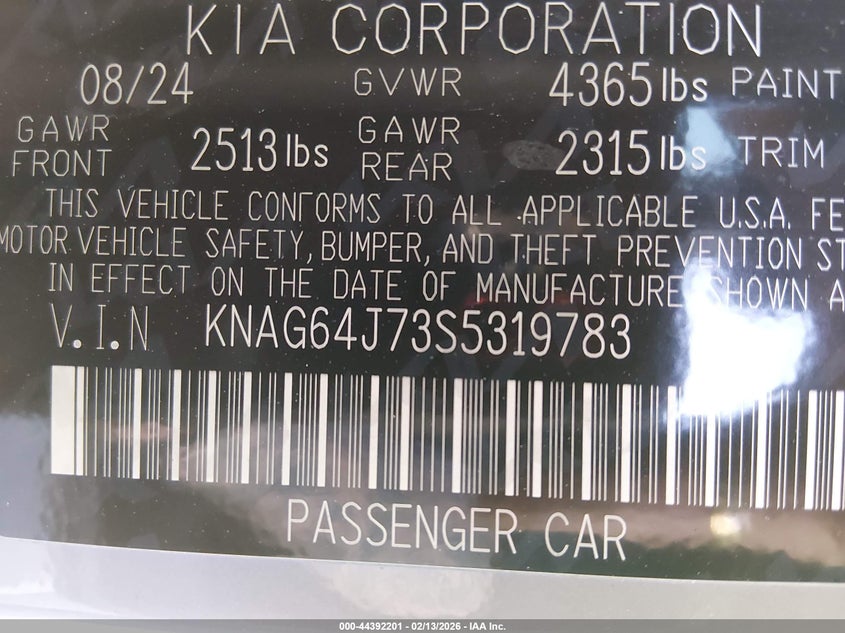 KIA CORPORATION
08/24 GVWR 4365 lbs PAINT
GAWR FRONT 2513 lbs GAWR REAR 2315 lbs TRIM
THIS VEHICLE CONFORMS TO ALL APPLICABLE U.S.A. FE
MOTOR VEHICLE SAFETY, BUMPER, AND THEFT PREVENTION ST
IN EFFECT ON THE DATE OF MANUFACTURE SHOWN A
V.I.N KNAG64J73S5319783
PASSENGER CAR
000-44392201 - 02/13/2026 - IAA Inc.